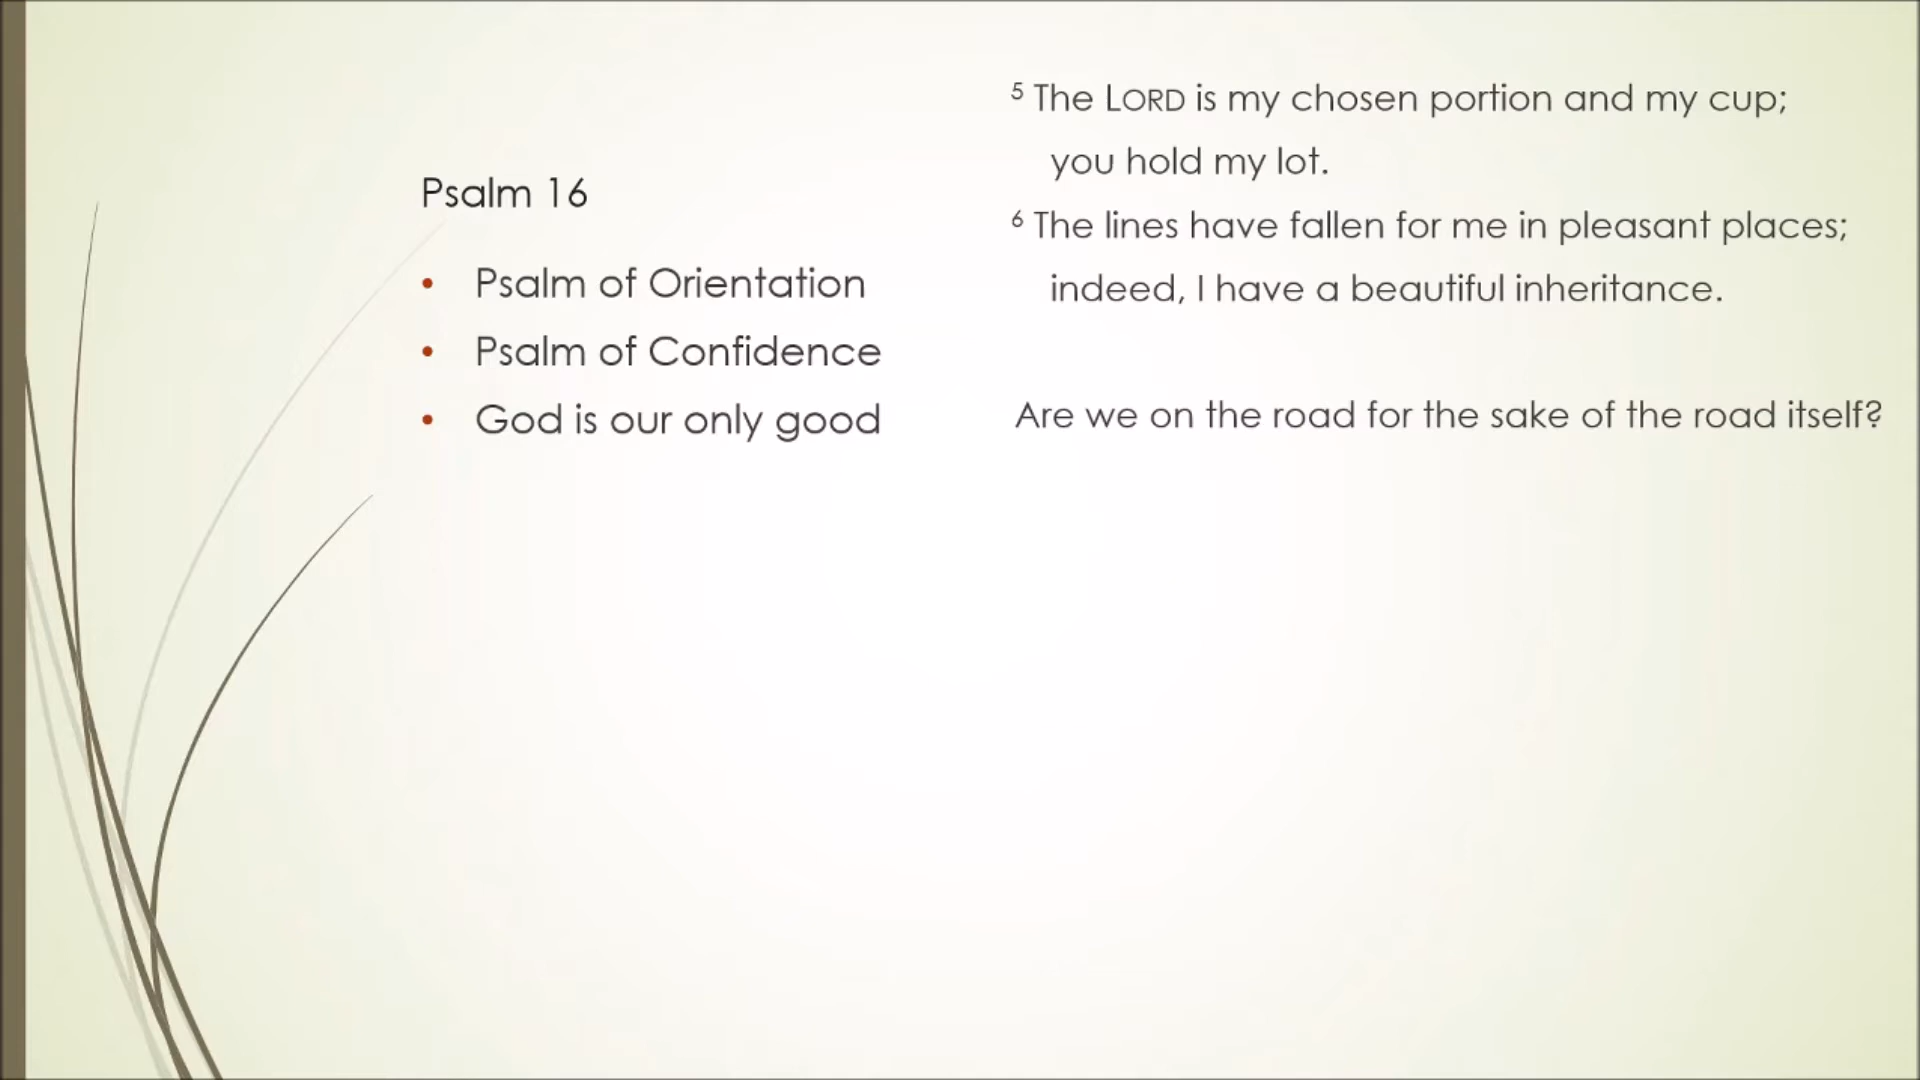 Psalm 16
• Psalm of Orientation
• Psalm of Confidence
• God is our only good
5 The LORD is my chosen portion and my cup;
you hold my lot.
6 The lines have fallen for me in pleasant places;
indeed, I have a beautiful inheritance.
Are we on the road for the sake of the road itself?